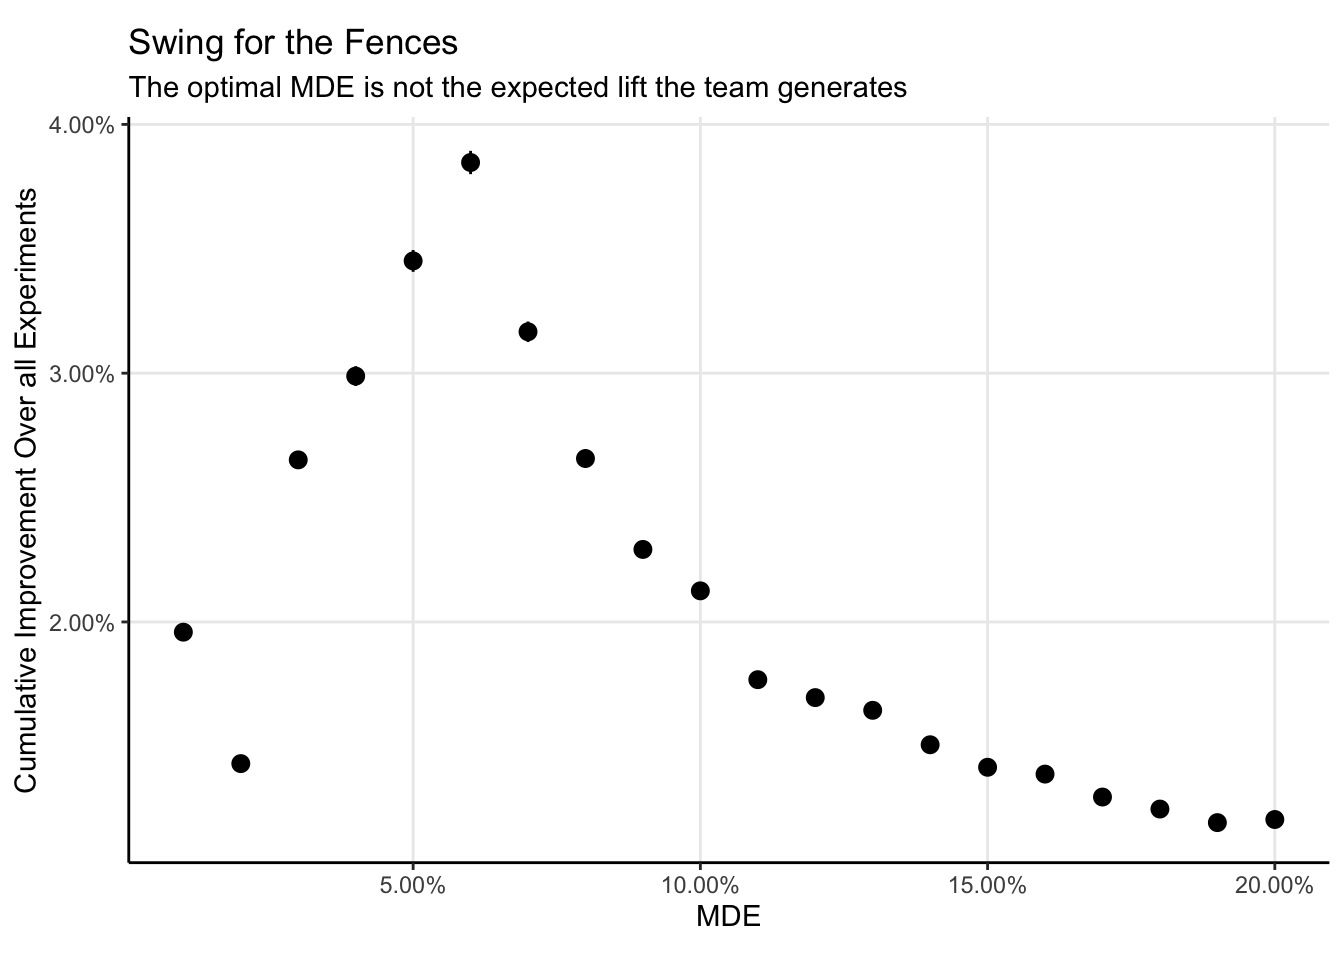 Swing for the Fences
The optimal MDE is not the expected lift the team generates
Cumulative Improvement Over all Experiments
4.00%
3.00%
2.00%
5.00%
10.00%
15.00%
20.00%
MDE